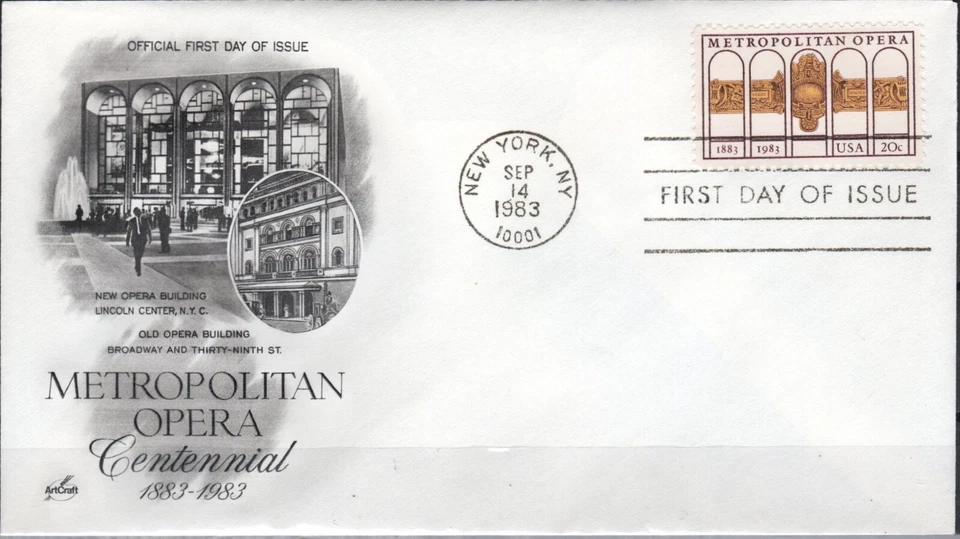 OFFICIAL FIRST DAY OF ISSUE
NEW OPERA BUILDING
LINCOLN CENTER, N.Y.C.
OLD OPERA BUILDING
BROADWAY AND THIRTY-NINTH ST.
METROPOLITAN
OPERA
Centennial
1883-1983
ArtCraft
NEW YORK, NY
SEP
14
1983
10001
METROPOLITAN OPERA
1883 1983 USA 20c
FIRST DAY OF ISSUE